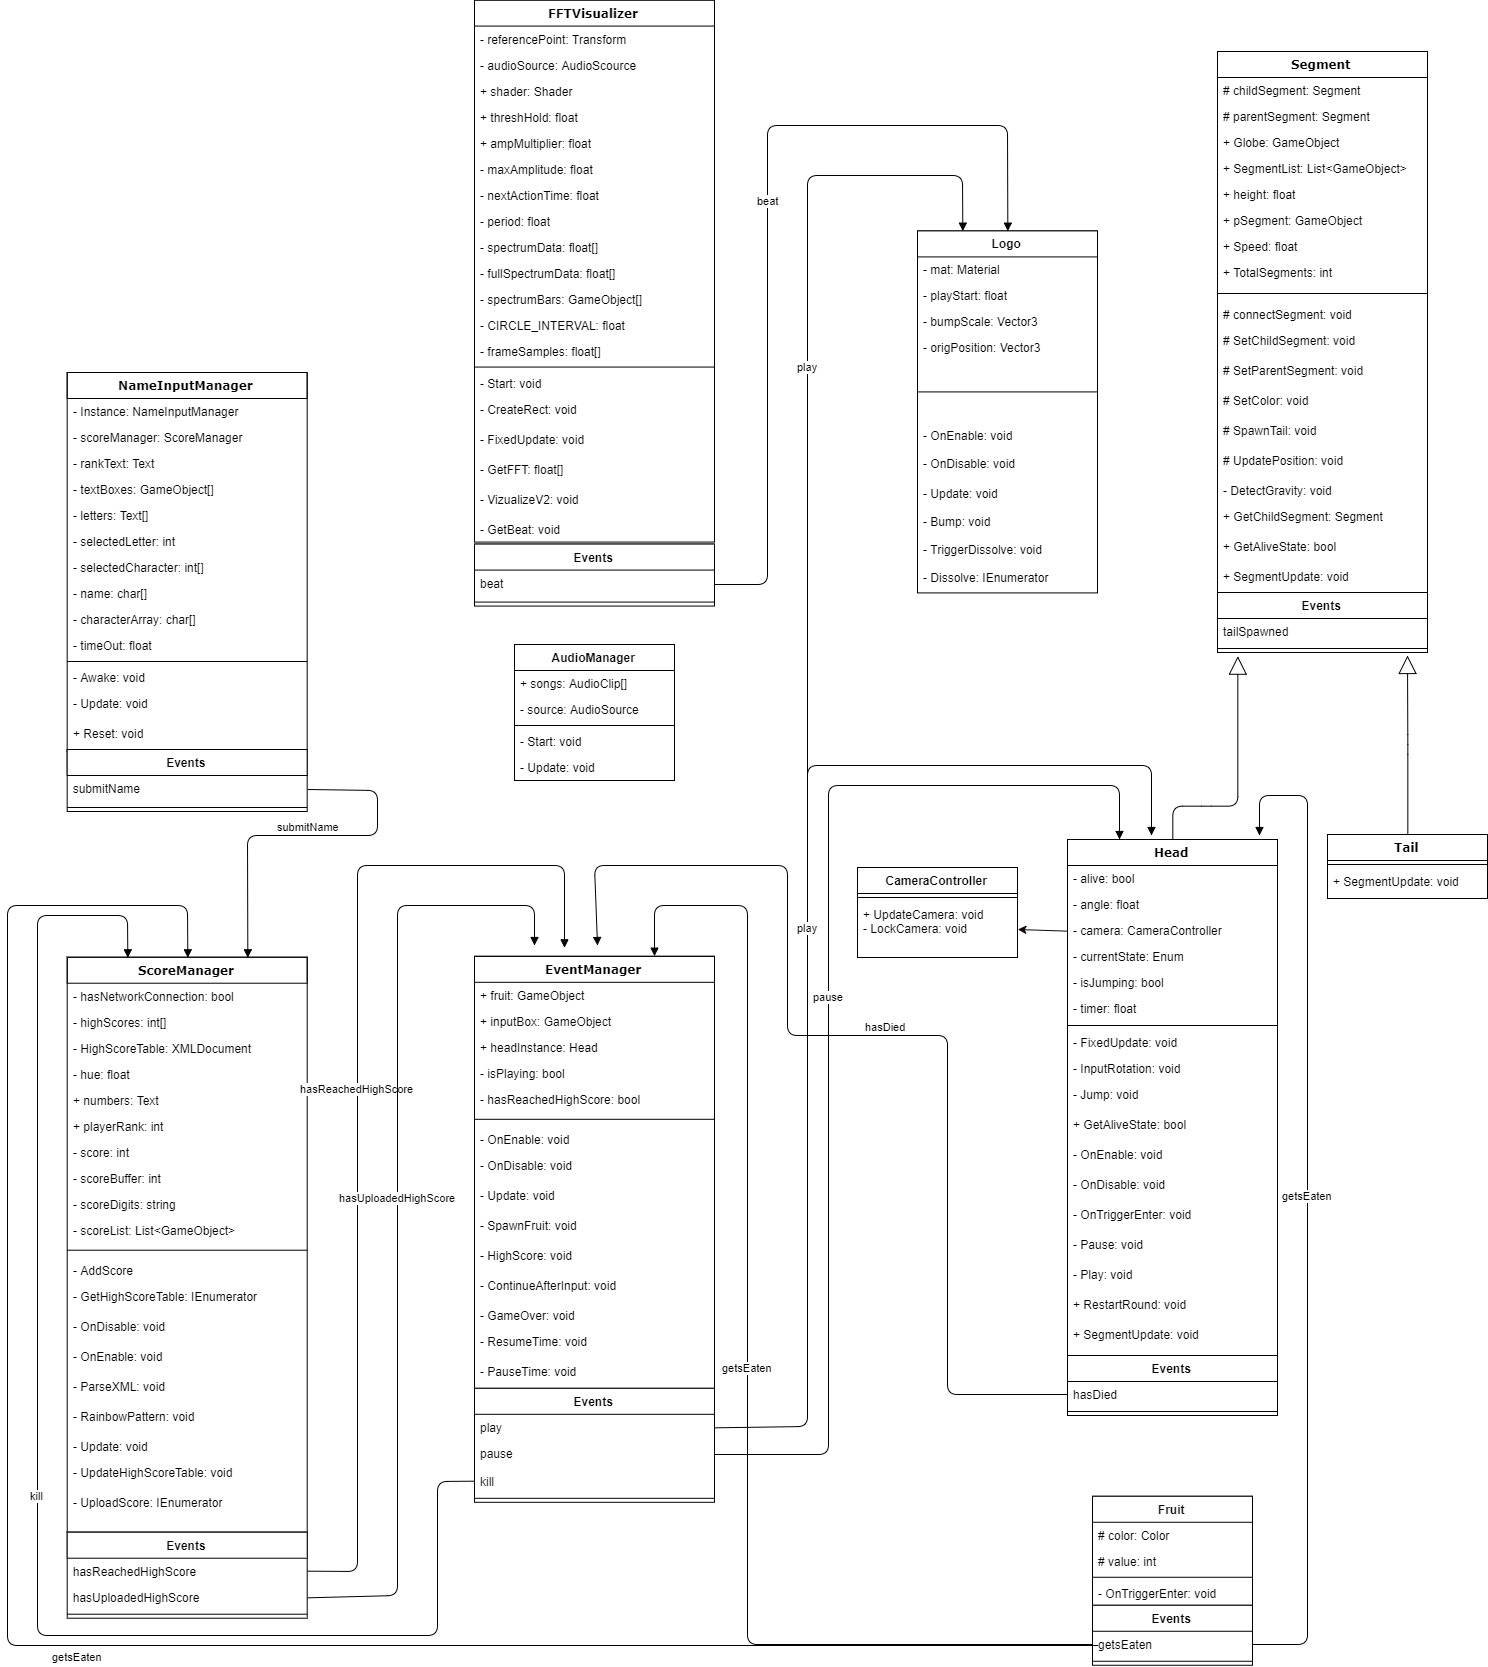 FFTVisualizer
- referencePoint: Transform
- audioSource: AudioScource
+ shader: Shader
+ threshHold: float
+ ampMultiplier: float
- maxAmplitude: float
- nextActionTime: float
- period: float
- spectrumData: float[]
- fullSpectrumData: float[]
- spectrumBars: GameObject[]
- CIRCLE_INTERVAL: float
- frameSamples: float[]
- Start: void
- CreateRect: void
- FixedUpdate: void
- GetFFT: float[]
- VizualizeV2: void
- GetBeat: void
Events
beat
beat
play
Logo
- mat: Material
- playStart: float
- bumpScale: Vector3
- origPosition: Vector3
- OnEnable: void
- OnDisable: void
- Update: void
- Bump: void
- TriggerDissolve: void
- Dissolve: IEnumerator
Segment
# childSegment: Segment
# parentSegment: Segment
+ Globe: GameObject
+ SegmentList: List<GameObject>
+ height: float
+ pSegment: GameObject
+ Speed: float
+ TotalSegments: int
# connectSegment: void
# SetChildSegment: void
# SetParentSegment: void
# SetColor: void
# SpawnTail: void
# UpdatePosition: void
- DetectGravity: void
+ GetChildSegment: Segment
+ GetAliveState: bool
+ SegmentUpdate: void
Events
tailSpawned
NameInputManager
- Instance: NameInputManager
- scoreManager: ScoreManager
- rankText: Text
- textBoxes: GameObject[]
- letters: Text[]
- selectedLetter: int
- selectedCharacter: int[]
- name: char[]
- characterArray: char[]
- timeOut: float
- Awake: void
- Update: void
+ Reset: void
Events
submitName
submitName
AudioManager
+ songs: AudioClip[]
- source: AudioSource
- Start: void
- Update: void
Tail
+ SegmentUpdate: void
CameraController
+ UpdateCamera: void
- LockCamera: void
Head
- alive: bool
- angle: float
- camera: CameraController
- currentState: Enum
- isJumping: bool
- timer: float
- FixedUpdate: void
- InputRotation: void
- Jump: void
+ GetAliveState: bool
- OnEnable: void
- OnDisable: void
- OnTriggerEnter: void
- Pause: void
- Play: void
+ RestartRound: void
+ SegmentUpdate: void
Events
hasDied
play
pause
hasDied
getsEaten
ScoreManager
- hasNetworkConnection: bool
- highScores: int[]
- HighScoreTable: XMLDocument
- hue: float
+ numbers: Text
+ playerRank: int
- score: int
- scoreBuffer: int
- scoreDigits: string
- scoreList: List<GameObject>
- AddScore
- GetHighScoreTable: IEnumerator
- OnDisable: void
- OnEnable: void
- ParseXML: void
- RainbowPattern: void
- Update: void
- UpdateHighScoreTable: void
- UploadScore: IEnumerator
Events
hasReachedHighScore
hasUploadedHighScore
hasReachedHighScore
hasUploadedHighScore
EventManager
+ fruit: GameObject
+ inputBox: GameObject
+ headInstance: Head
- isPlaying: bool
- hasReachedHighScore: bool
- OnEnable: void
- OnDisable: void
- Update: void
- SpawnFruit: void
- HighScore: void
- ContinueAfterInput: void
- GameOver: void
- ResumeTime: void
- PauseTime: void
Events
play
pause
kill
getsEaten
kill
Fruit
# color: Color
# value: int
- OnTriggerEnter: void
Events
getsEaten
getsEaten